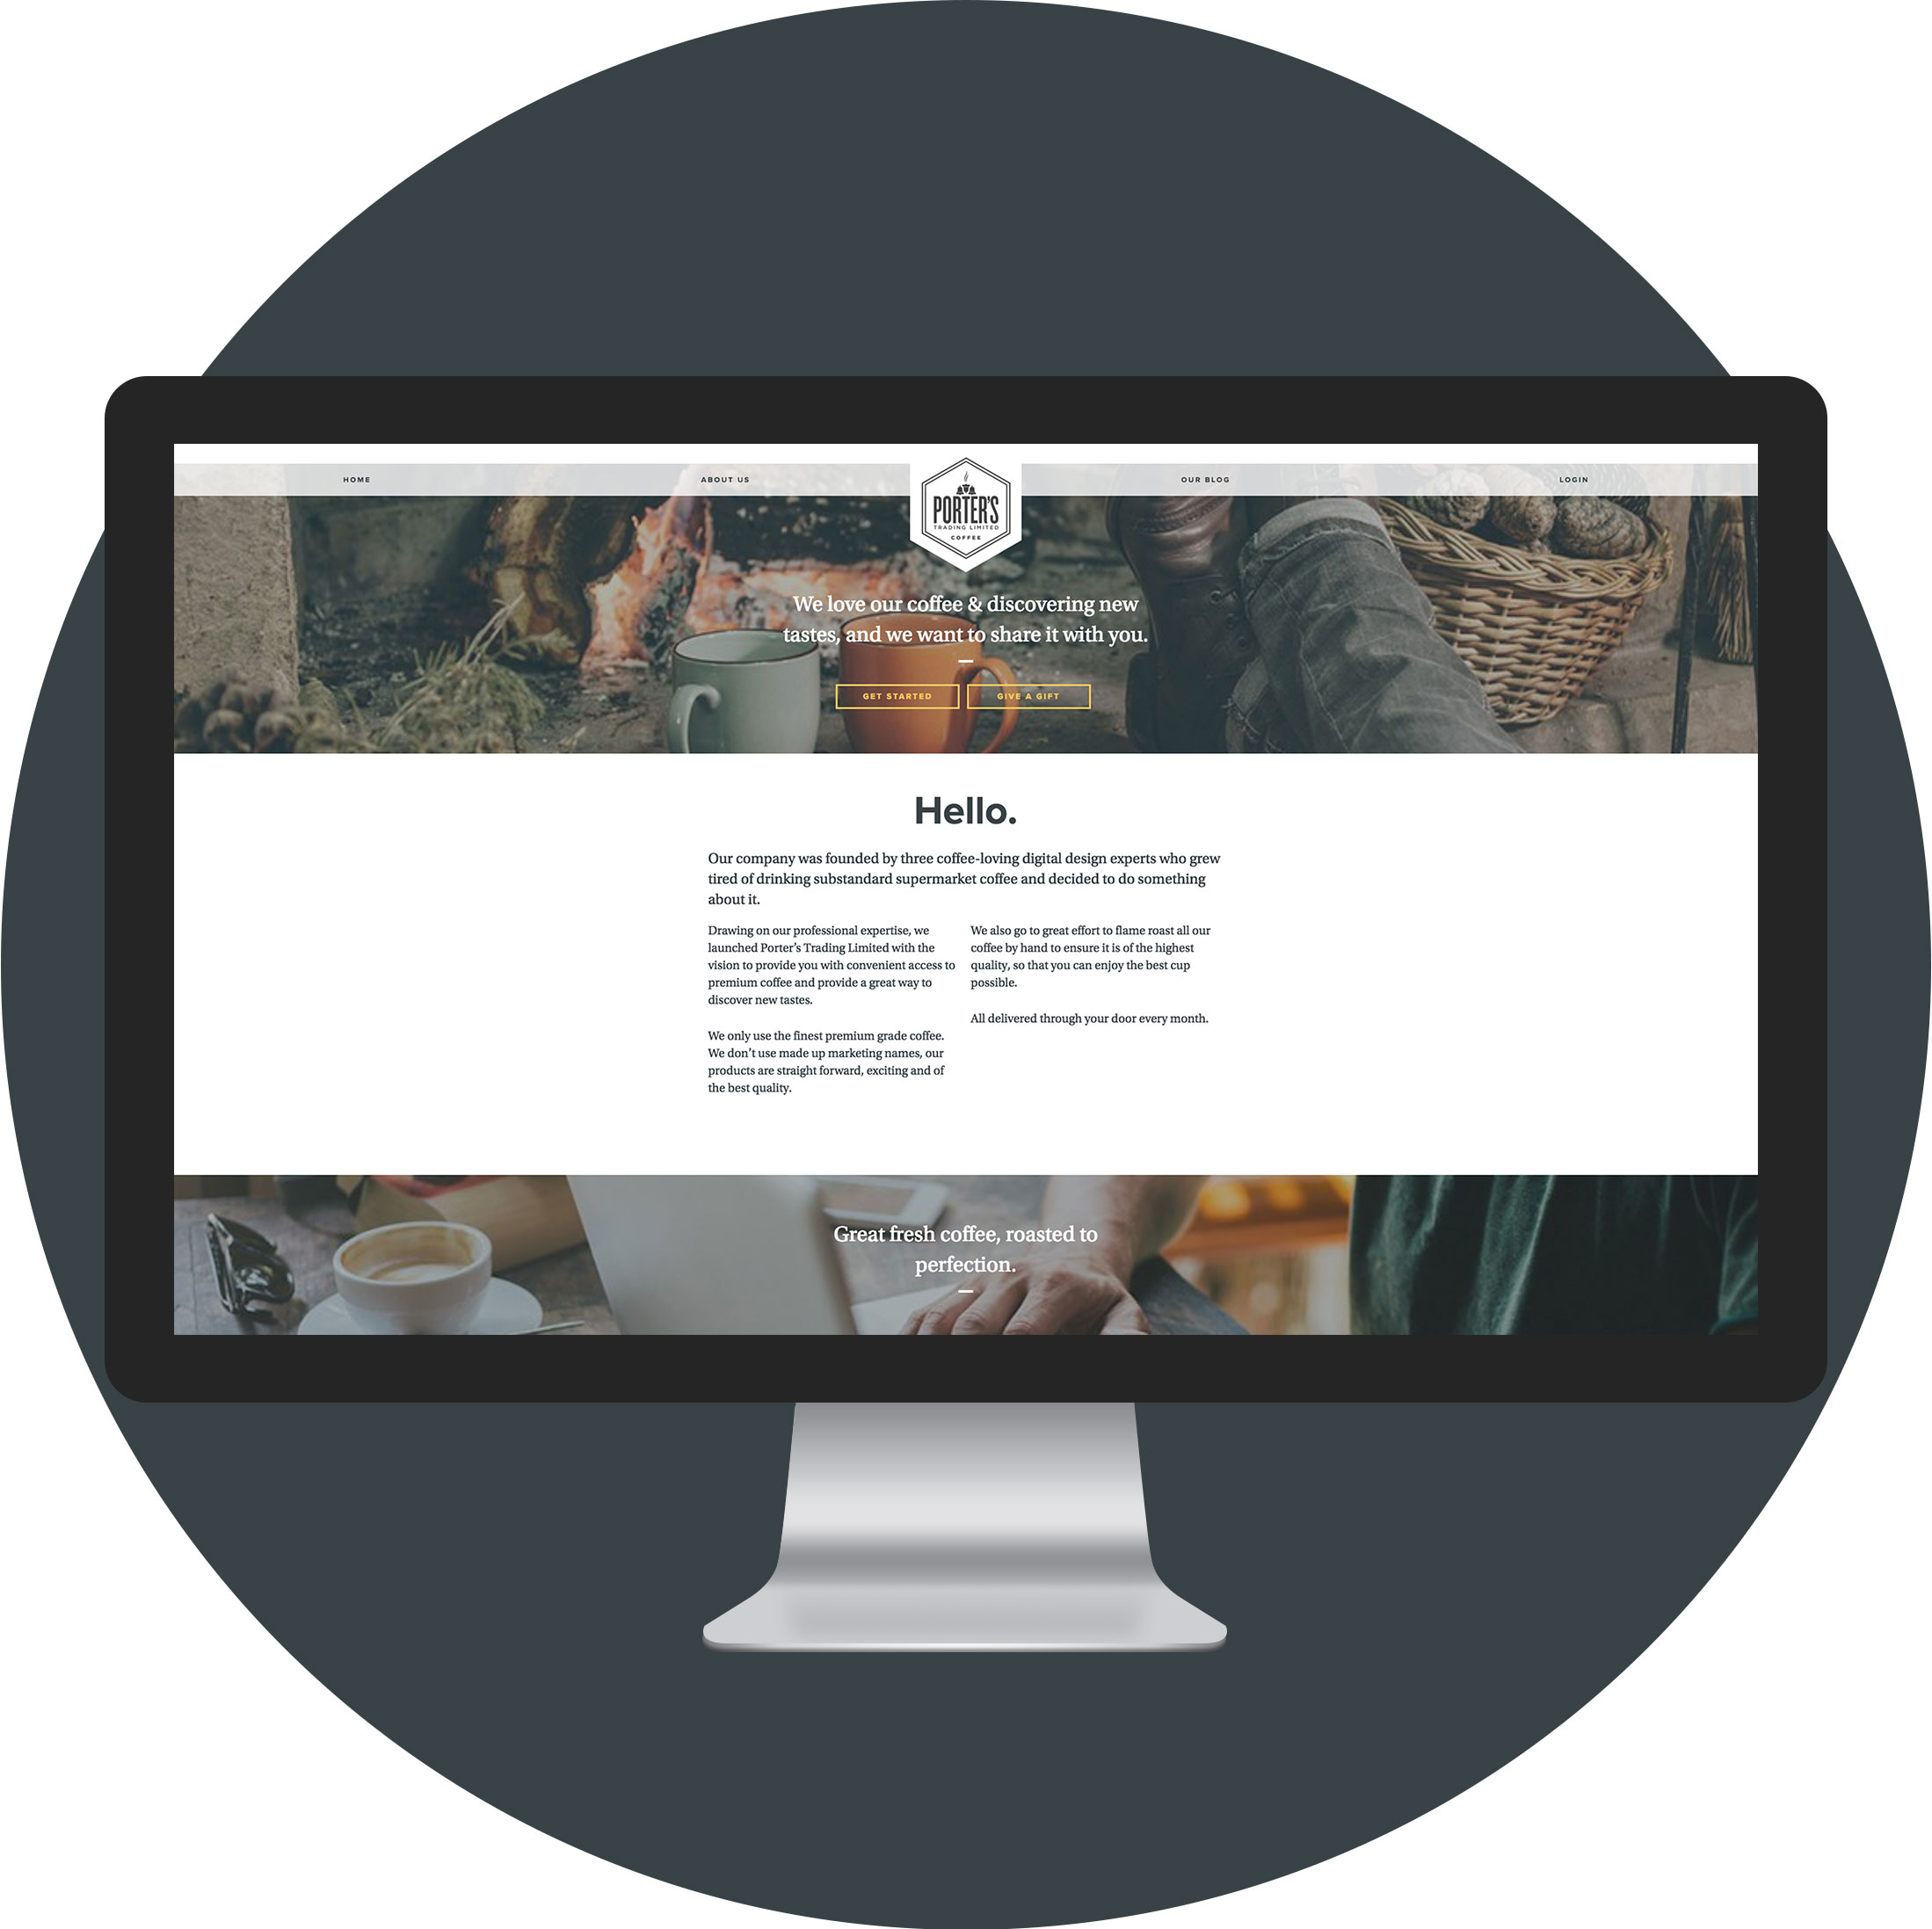 HOME
ABOUT US
PORTER'S
TRADING LIMITED
COFFEE
OUR BLOG
LOGIN
We love our coffee & discovering new
tastes, and we want to share it with you.
GET STARTED
GIVE A GIFT
Hello.
Our company was founded by three coffee-loving digital design experts who grew
tired of drinking substandard supermarket coffee and decided to do something
about it.
Drawing on our professional expertise, we
launched Porter’s Trading Limited with the
vision to provide you with convenient access to
premium coffee and provide a great way to
discover new tastes.
We only use the finest premium grade coffee.
We don’t use made up marketing names, our
products are straight forward, exciting and of
the best quality.
We also go to great effort to flame roast all our
coffee by hand to ensure it is of the highest
quality, so that you can enjoy the best cup
possible.
All delivered through your door every month.
Great fresh coffee, roasted to
perfection.